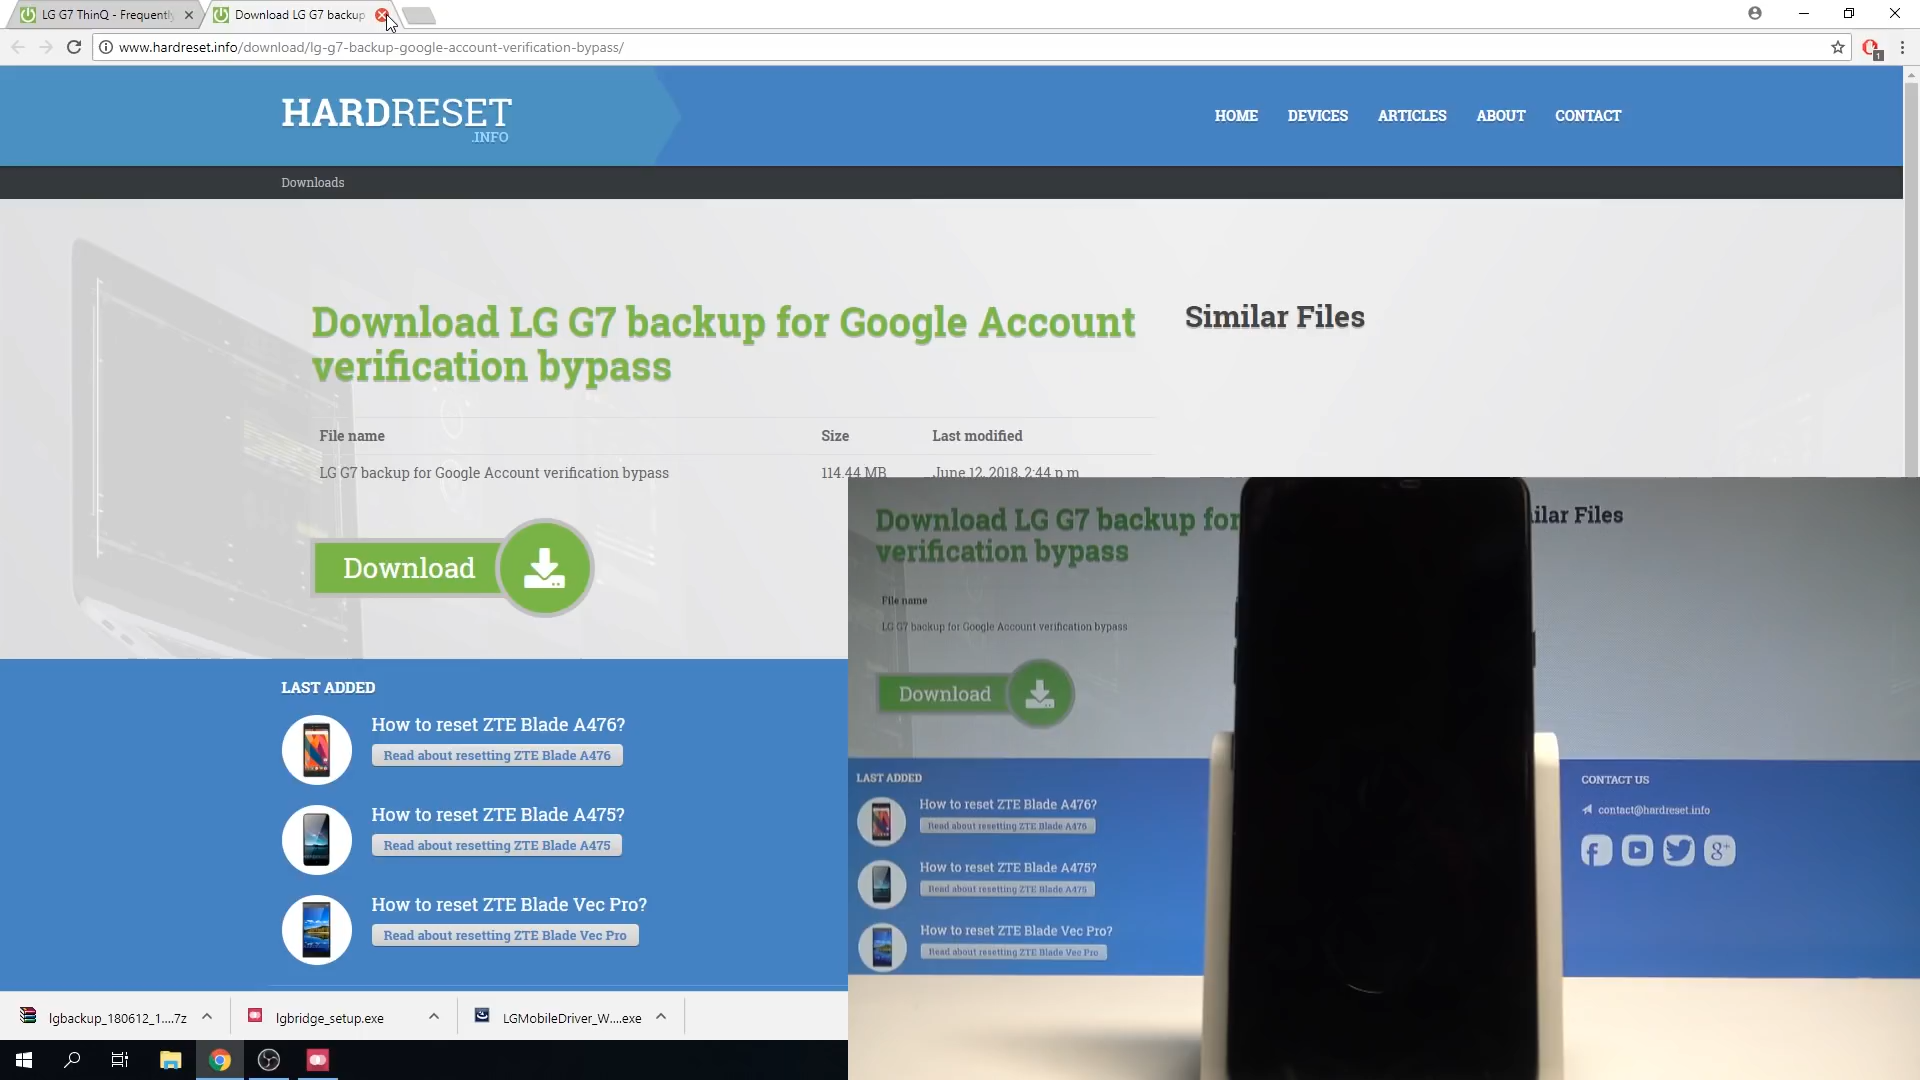 LG G7 ThinQ - Frequently
Download LG G7 backup
www.hardreset.info/download/lg-g7-backup-google-account-verification-bypass/
1
HARDRESET
.INFO
HOME
DEVICES
ARTICLES
ABOUT
CONTACT
Downloads
Download LG G7 backup for Google Account
verification bypass
Similar Files
File name
Size
Last modified
LG G7 backup for Google Account verification bypass
114.44 MB
June 12, 2018, 2:44 p.m
Download
LAST ADDED
How to reset ZTE Blade A476?
Read about resetting ZTE Blade A476
How to reset ZTE Blade A475?
Read about resetting ZTE Blade A475
How to reset ZTE Blade Vec Pro?
Read about resetting ZTE Blade Vec Pro
Download LG G7 backup for
verification bypass
ilar Files
File name
LG G7 backup for Google Account verification bypass
Download
LAST ADDED
How to reset ZTE Blade A476?
Read about resetting ZTE Blade A476
How to reset ZTE Blade A475?
Read about resetting ZTE Blade A475
How to reset ZTE Blade Vec Pro?
Read about resetting ZTE Blade Vec Pro
CONTACT US
contact@hardreset.info
lgbackup_180612_1....7z
lgbridge_setup.exe
LGMobileDriver_W....exe